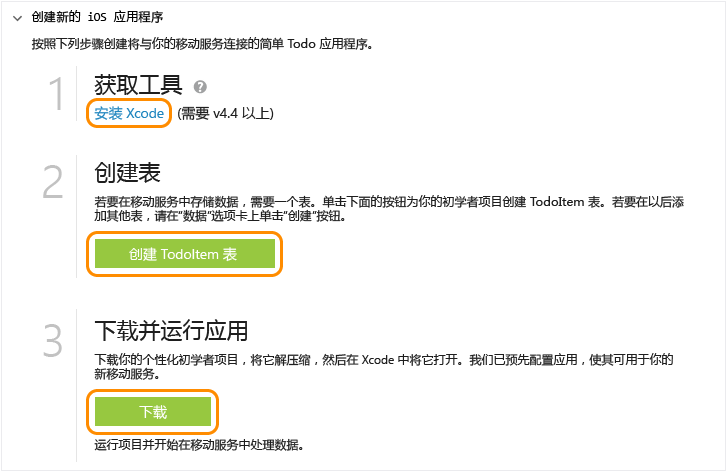 创建新的 iOS 应用程序
按照下列步骤创建将与你的移动服务连接的简单 Todo 应用程序。
1
获取工具 ?
安装 Xcode (需要 v4.4 以上)
2
创建表
若要在移动服务中存储数据，需要一个表。单击下面的按钮为你的初学者项目创建 TodoItem 表。若要在以后添
加其他表，请在"数据"选项卡上单击"创建"按钮。
创建 TodoItem 表
3
下载并运行应用
下载你的个性化初学者项目，将它解压缩，然后在 Xcode 中将它打开。我们已预先配置应用，使其可用于你的
新移动服务。
下载
运行项目并开始在移动服务中处理数据。